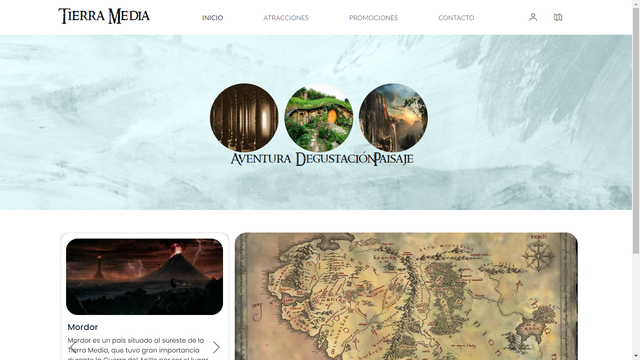 Tierra Media
INICIO
ATRACCIONES
PROMOCIONES
CONTACTO
Aventura
Degustación
Paisaje
Mordor
Mordor es un país situado al sureste de la
Tierra Media, que tuvo gran importancia
durante la Guerra del Anillo por ser el lugar